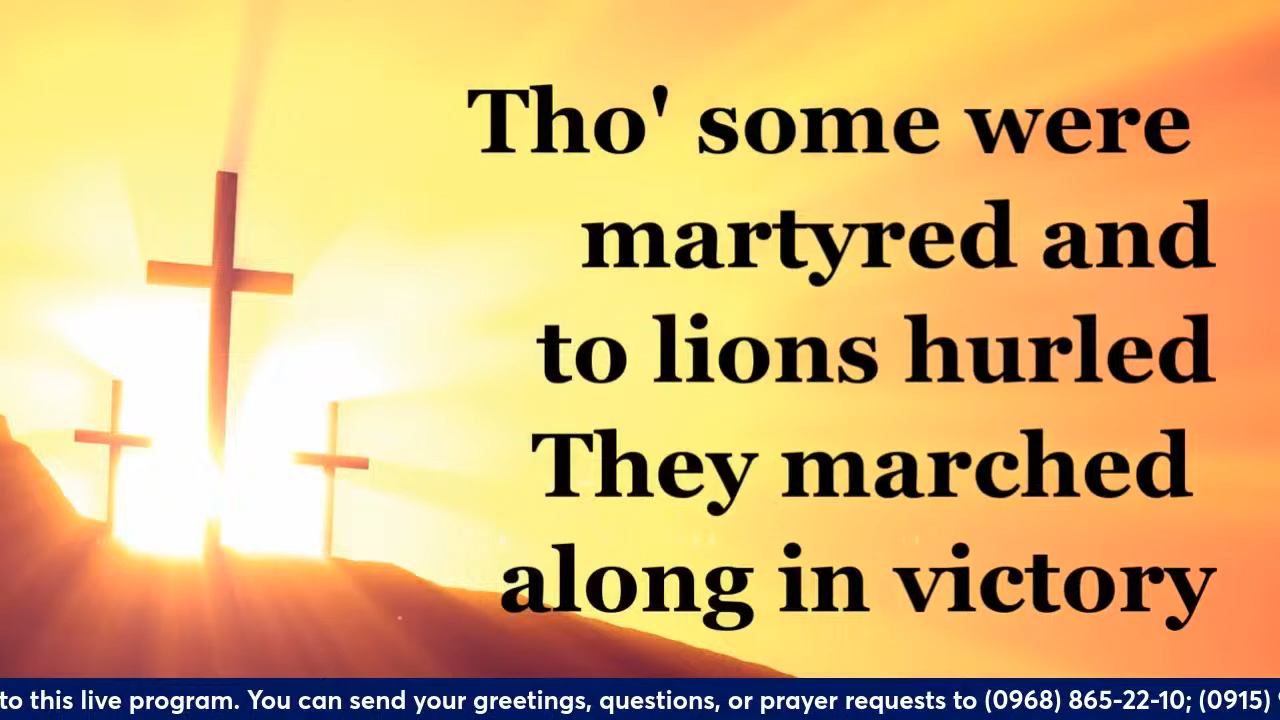 Tho' some were
martyred and
to lions hurled
They marched
along in victory
to this live program. You can send your greetings, questions, or prayer requests to (0968) 865-22-10; (0915)